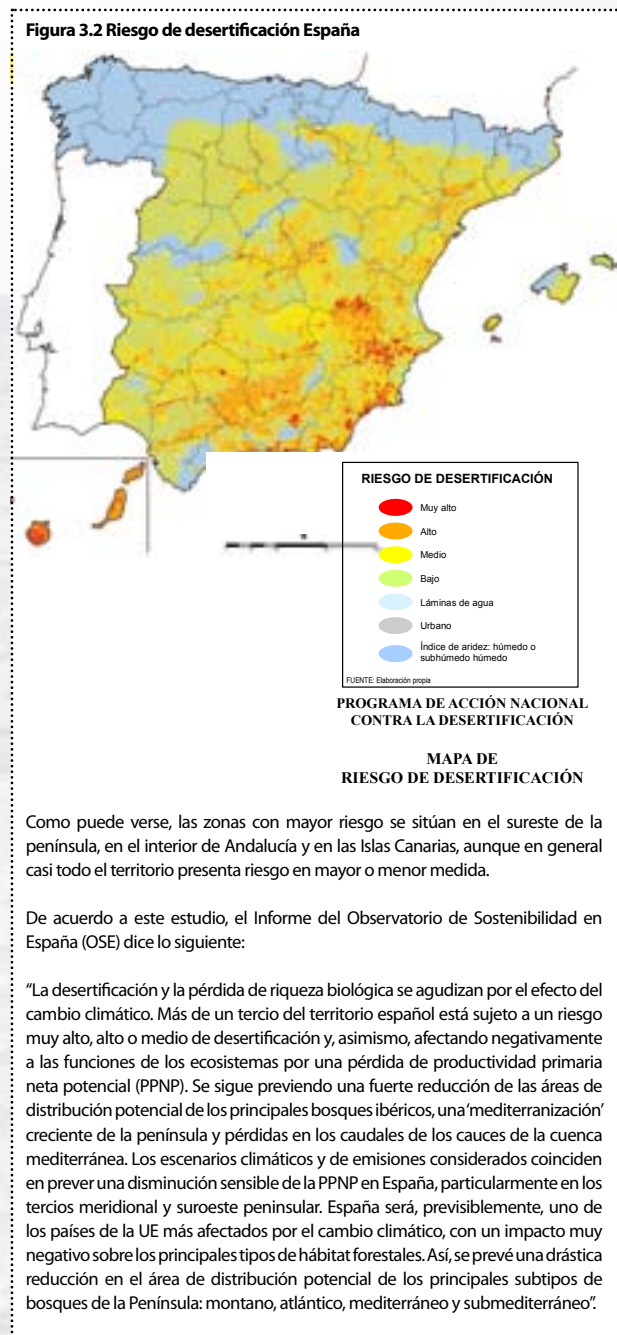 Figura 3.2 Riesgo de desertificación España
RIESGO DE DESERTIFICACIÓN
Muy alto
Alto
Medio
Bajo
Láminas de agua
Urbano
Índice de aridez: húmedo o
subhúmedo húmedo
FUENTE: Elaboración propia
PROGRAMA DE ACCIÓN NACIONAL
CONTRA LA DESERTIFICACIÓN
MAPA DE
RIESGO DE DESERTIFICACIÓN
Como puede verse, las zonas con mayor riesgo se sitúan en el sureste de la
península, en el interior de Andalucía y en las Islas Canarias, aunque en general
casi todo el territorio presenta riesgo en mayor o menor medida.
De acuerdo a este estudio, el Informe del Observatorio de Sostenibilidad en
España (OSE) dice lo siguiente:
"La desertificación y la pérdida de riqueza biológica se agudizan por el efecto del
cambio climático. Más de un tercio del territorio español está sujeto a un riesgo
muy alto, alto o medio de desertificación y, asimismo, afectando negativamente
a las funciones de los ecosistemas por una pérdida de productividad primaria
neta potencial (PPNP). Se sigue previendo una fuerte reducción de las áreas de
distribución potencial de los principales bosques ibéricos, una 'mediterranización'
creciente de la península y pérdidas en los caudales de los cauces de la cuenca
mediterránea. Los escenarios climáticos y de emisiones considerados coinciden
en prever una disminución sensible de la PPNP en España, particularmente en los
tercios meridional y suroeste peninsular. España será, previsiblemente, uno de
los países de la UE más afectados por el cambio climático, con un impacto muy
negativo sobre los principales tipos de hábitat forestales. Así, se prevé una drástica
reducción en el área de distribución potencial de los principales subtipos de
bosques de la Península: montano, atlántico, mediterráneo y submediterráneo".